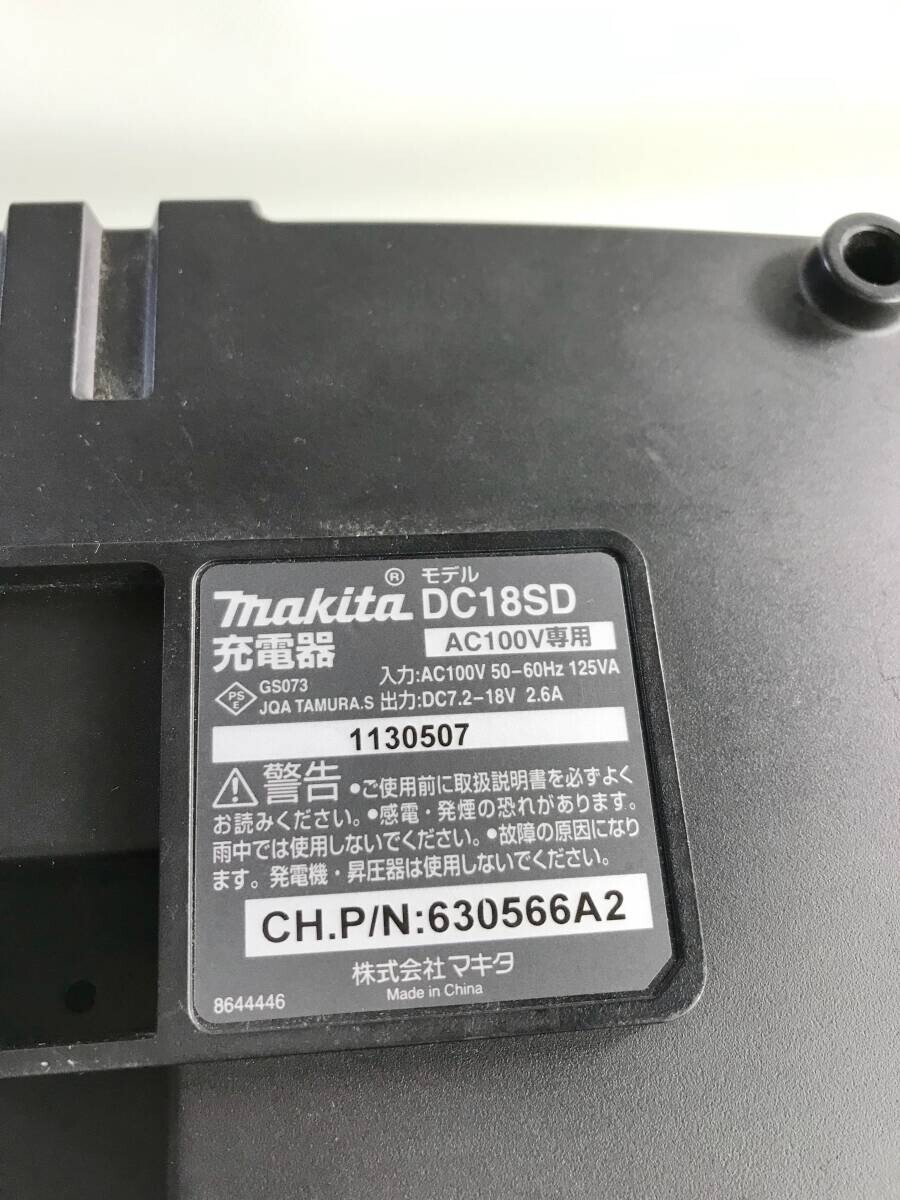 makita® モデル DC18SD
充電器 AC100V専用
入力:AC100V 50-60Hz 125VA
PSE GS073
JQA TAMURA.S 出力:DC7.2-18V 2.6A
1130507
⚠警告 •ご使用前に取扱説明書を必ずよく
お読みください。•感電・発煙の恐れがあります。
雨中では使用しないでください。•故障の原因になり
ます。発電機・昇圧器は使用しないでください。
CH.P/N:630566A2
株式会社マキタ
Made in China
8644446